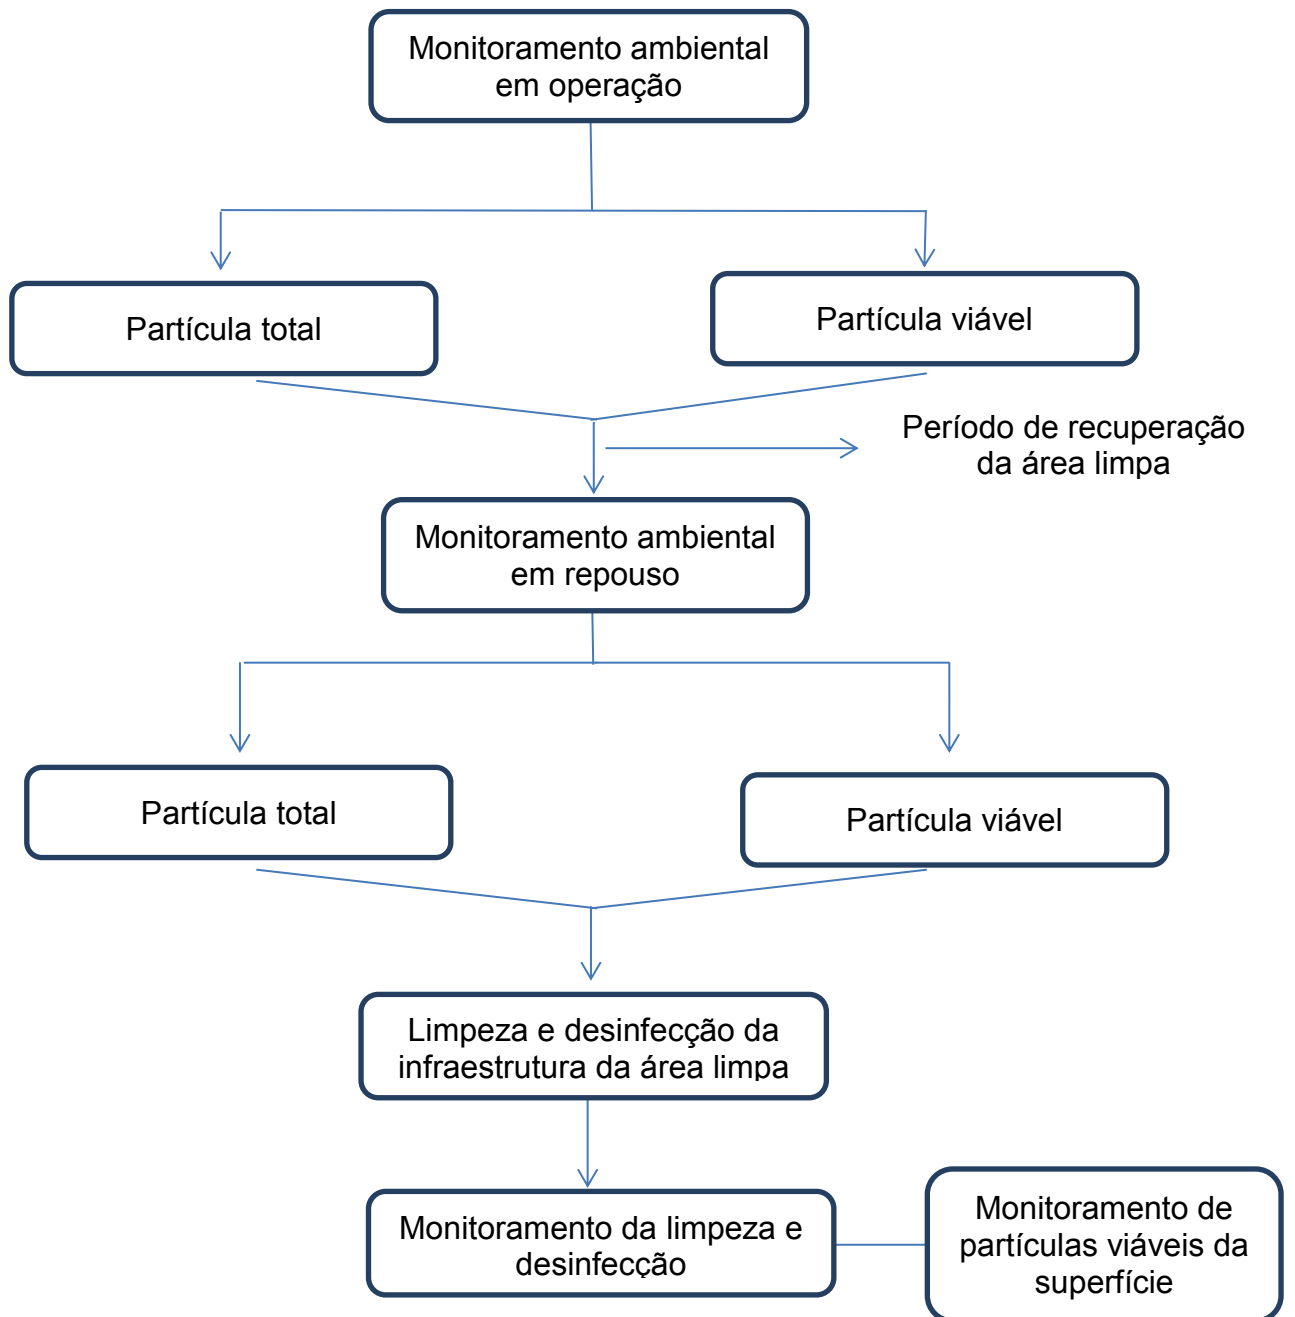 Monitoramento ambiental
em operação
Partícula total
Partícula viável
Período de recuperação
da área limpa
Monitoramento ambiental
em repouso
Partícula total
Partícula viável
Limpeza e desinfecção da
infraestrutura da área limpa
Monitoramento da limpeza e
desinfecção
Monitoramento de
partículas viáveis da
superfície